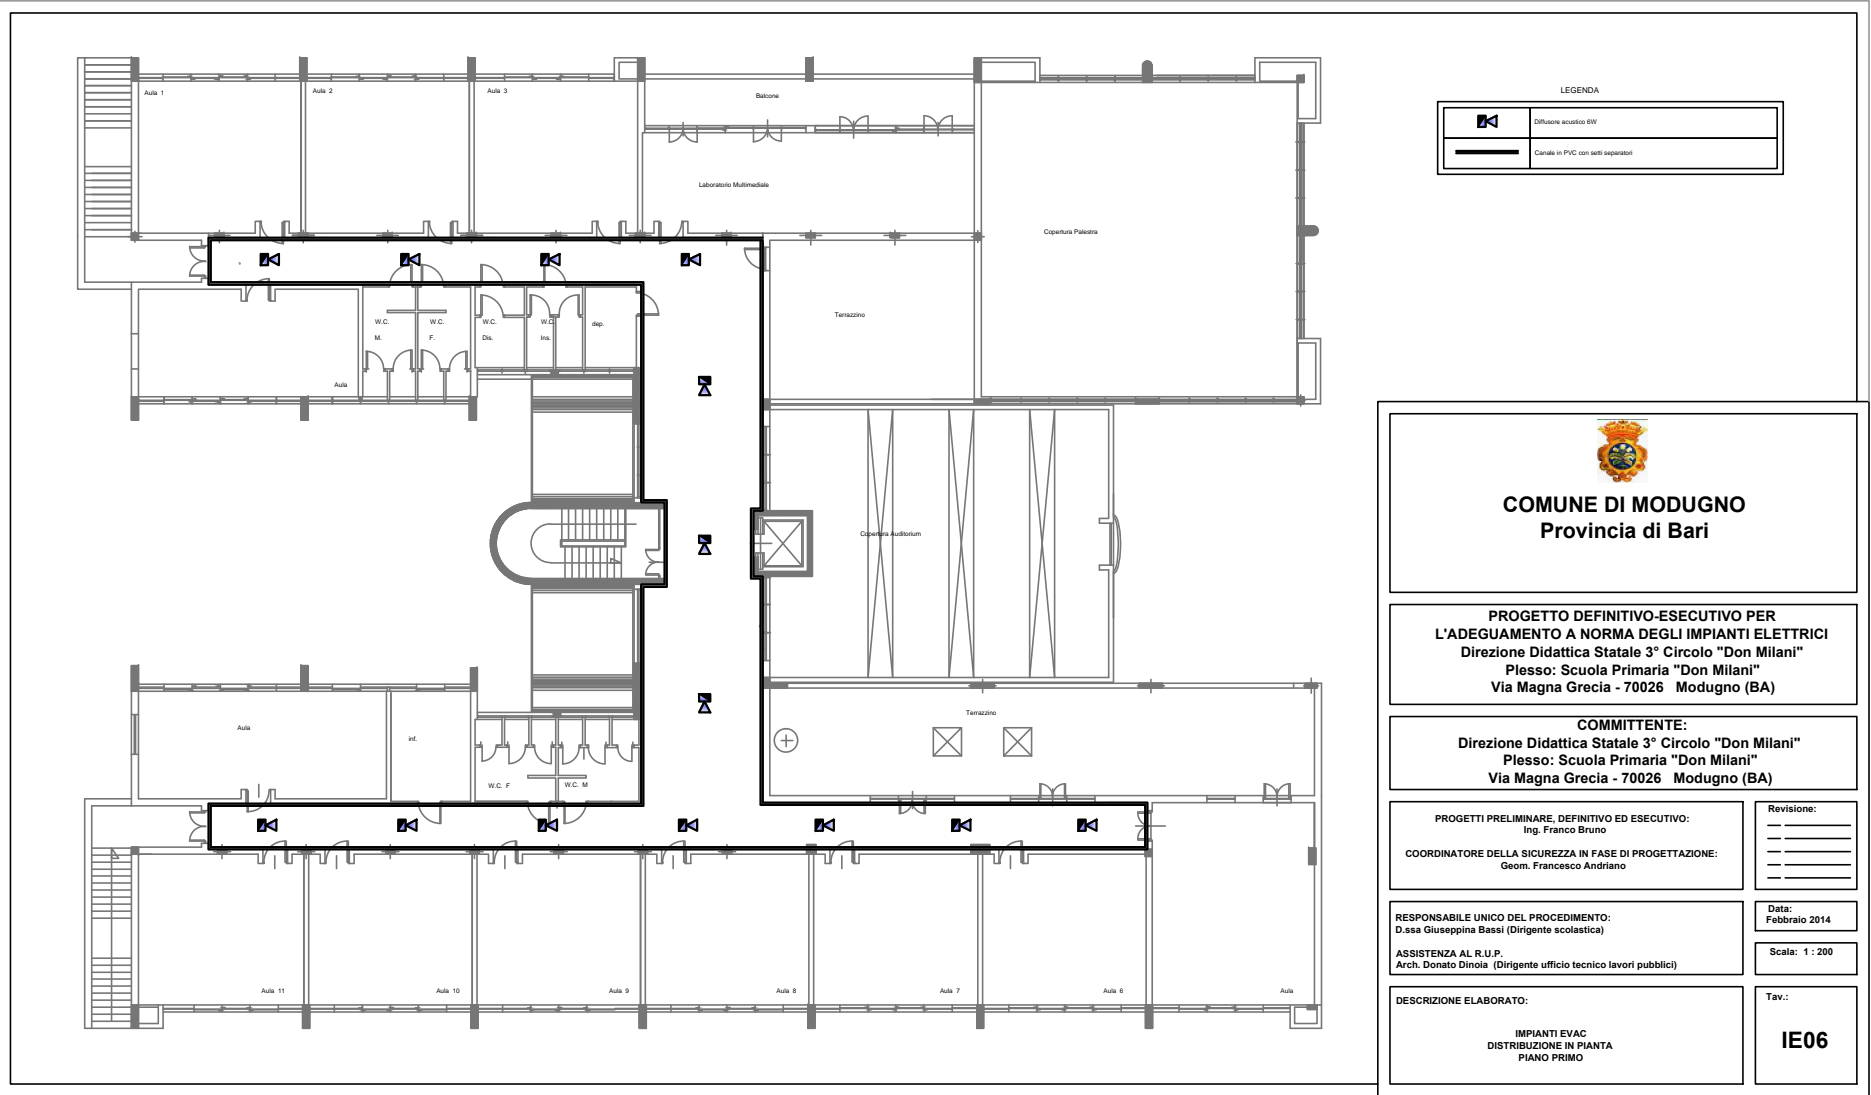 Aula 1
Aula 2
Aula 3
Balcone
Laboratorio Multimediale
Copertura Palestra
Terrazzino
W.C.
M.
W.C.
F.
W.C.
Dis.
W.C.
Ins.
dep.
Aula
Copertura Auditorium
Aula
inf.
W.C. F
W.C. M
Terrazzino
Aula 11
Aula 10
Aula 9
Aula 8
Aula 7
Aula 6
Aula
LEGENDA
Diffusore acustico 6W
Canale in PVC con setti separatori
COMUNE DI MODUGNO
Provincia di Bari
PROGETTO DEFINITIVO-ESECUTIVO PER
L'ADEGUAMENTO A NORMA DEGLI IMPIANTI ELETTRICI
Direzione Didattica Statale 3° Circolo "Don Milani"
Plesso: Scuola Primaria "Don Milani"
Via Magna Grecia - 70026 Modugno (BA)
COMMITTENTE:
Direzione Didattica Statale 3° Circolo "Don Milani"
Plesso: Scuola Primaria "Don Milani"
Via Magna Grecia - 70026 Modugno (BA)
PROGETTI PRELIMINARE, DEFINITIVO ED ESECUTIVO:
Ing. Franco Bruno
COORDINATORE DELLA SICUREZZA IN FASE DI PROGETTAZIONE:
Geom. Francesco Andriano
Revisione:
RESPONSABILE UNICO DEL PROCEDIMENTO:
D.ssa Giuseppina Bassi (Dirigente scolastica)
ASSISTENZA AL R.U.P.
Arch. Donato Dinoia (Dirigente ufficio tecnico lavori pubblici)
Data:
Febbraio 2014
Scala: 1 : 200
DESCRIZIONE ELABORATO:
IMPIANTI EVAC
DISTRIBUZIONE IN PIANTA
PIANO PRIMO
Tav.:
IE06